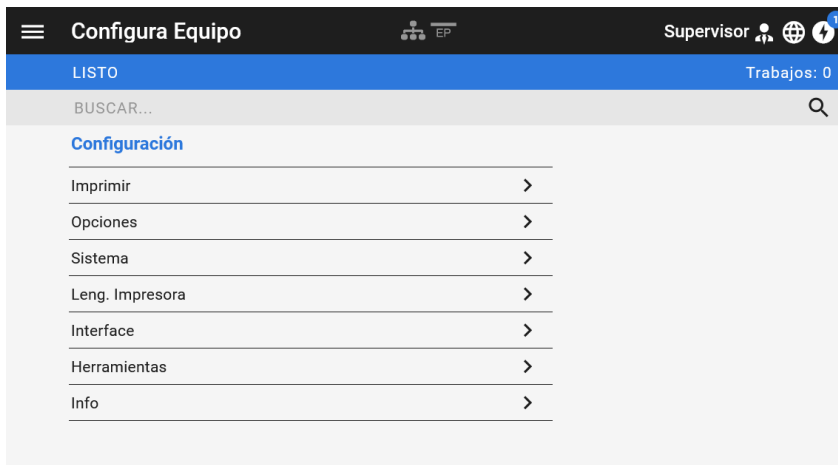 Configura Equipo EP Supervisor 1
LISTO Trabajos: 0
BUSCAR...
Configuración
Imprimir
Opciones
Sistema
Leng. Impresora
Interface
Herramientas
Info